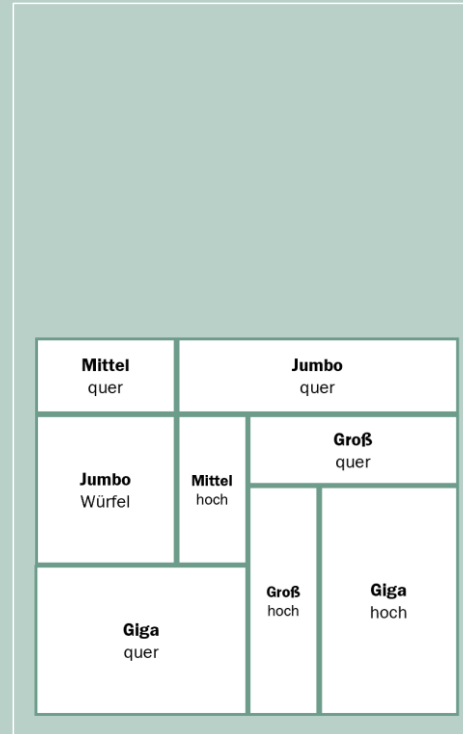 Mittel
quer
Jumbo
quer
Jumbo
Würfel
Mittel
hoch
Groß
quer
Groß
hoch
Giga
hoch
Giga
quer